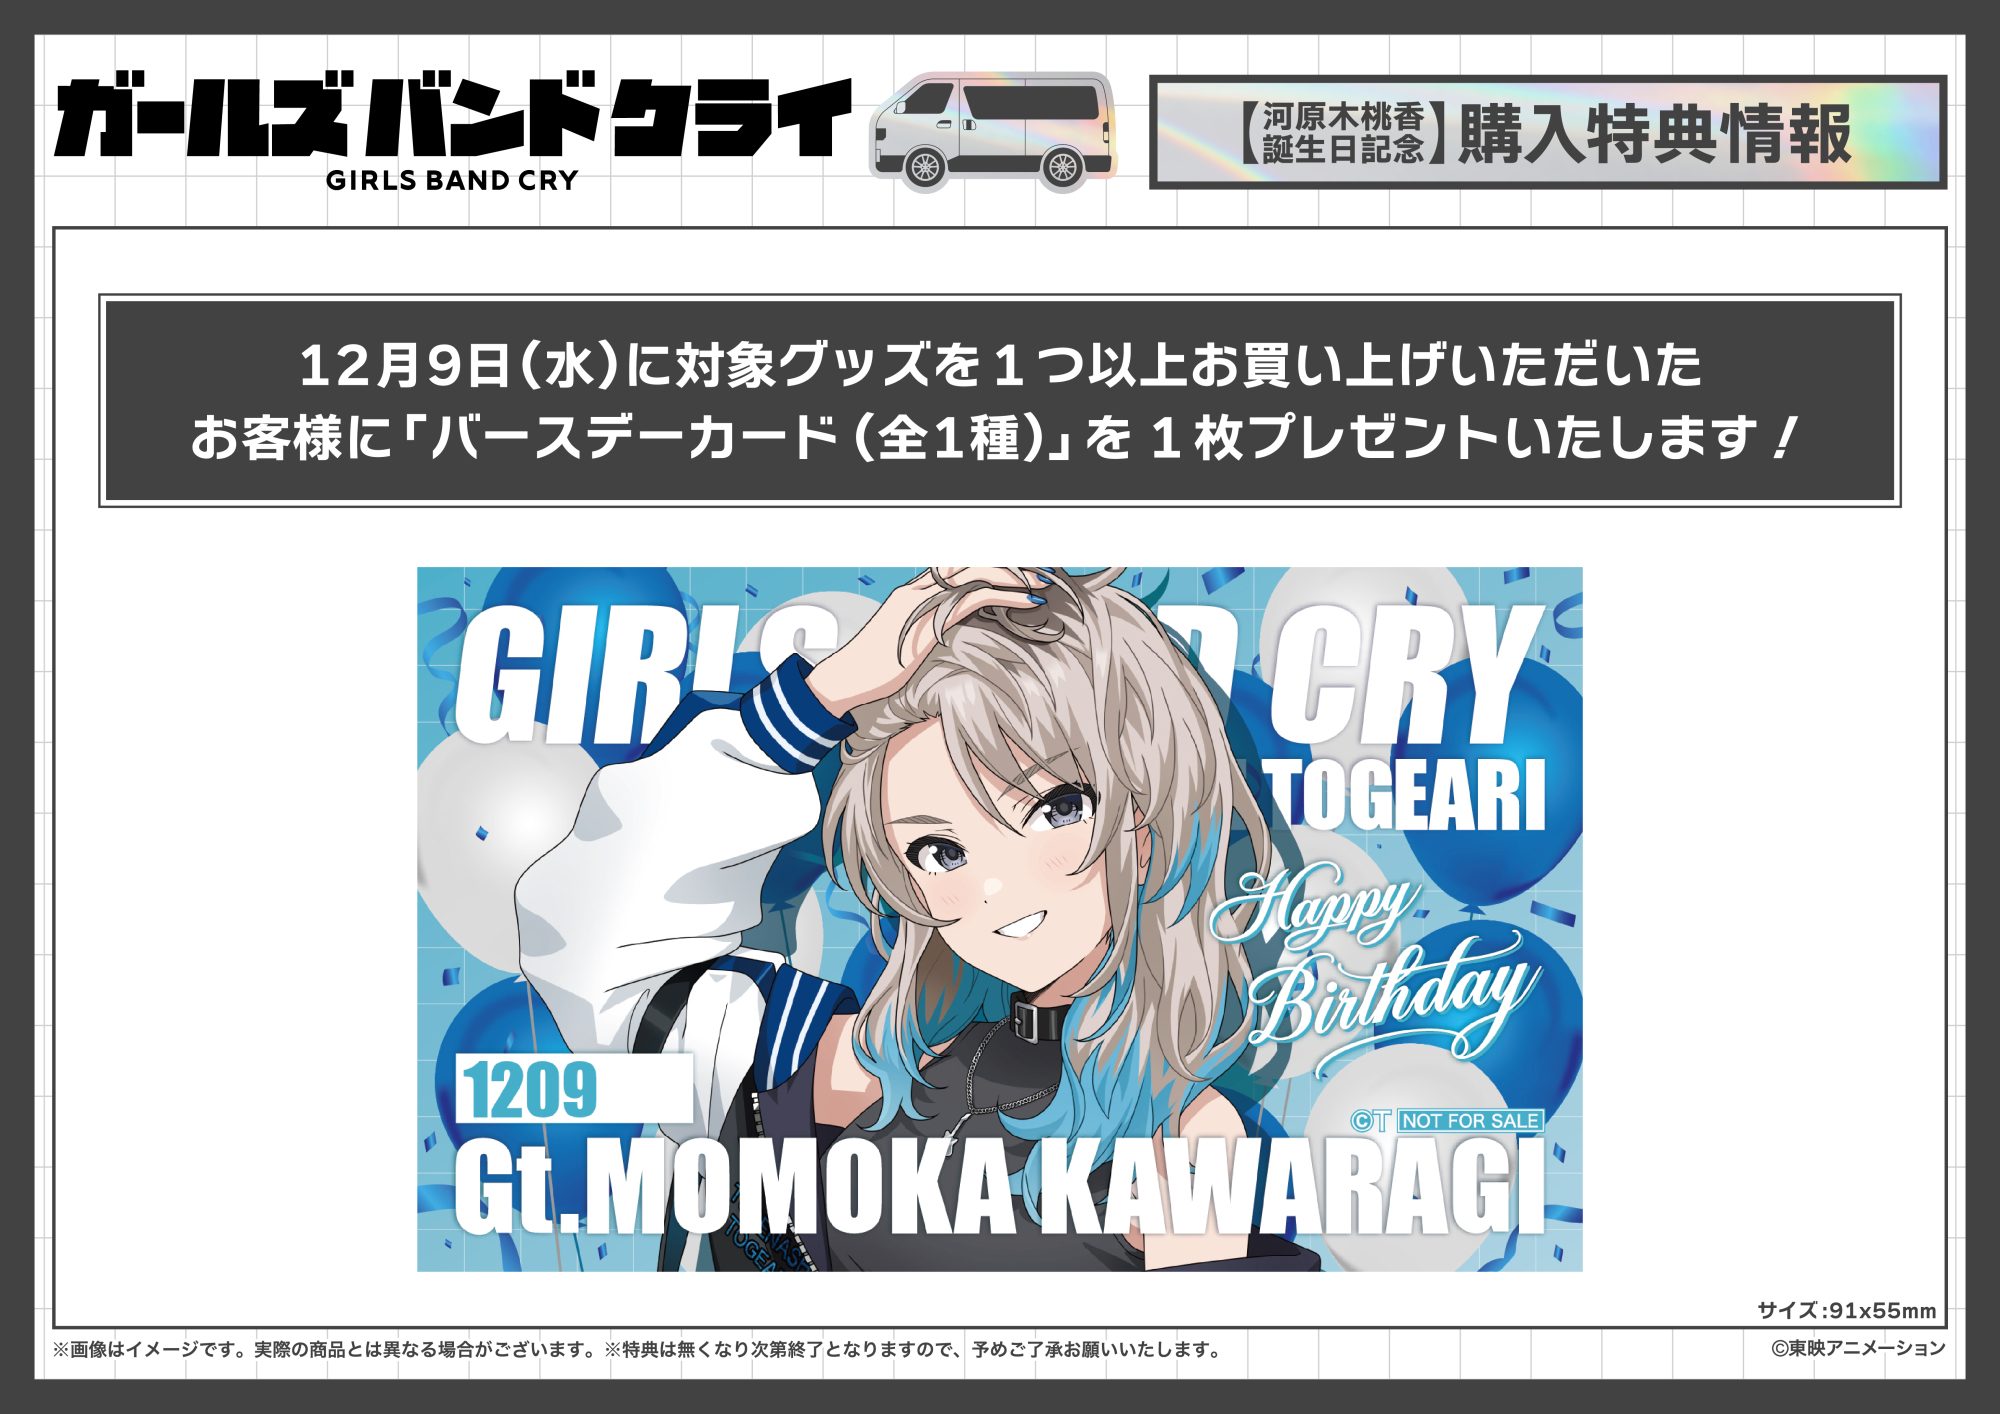 ガールズバンドクライ
GIRLS BAND CRY
【河原木桃香誕生日記念】購入特典情報
12月9日(水)に対象グッズを1つ以上お買い上げいただいた
お客様に「バースデーカード(全1種)」を1枚プレゼントいたします!
GIRLS D CRY
TOGEARI
Happy
Birthday
1209
©T NOT FOR SALE
Gt.MOMOKA KAWARAGI
サイズ:91x55mm
※画像はイメージです。実際の商品とは異なる場合がございます。※特典は無くなり次第終了となりますので、予めご了承お願いいたします。
©東映アニメーション